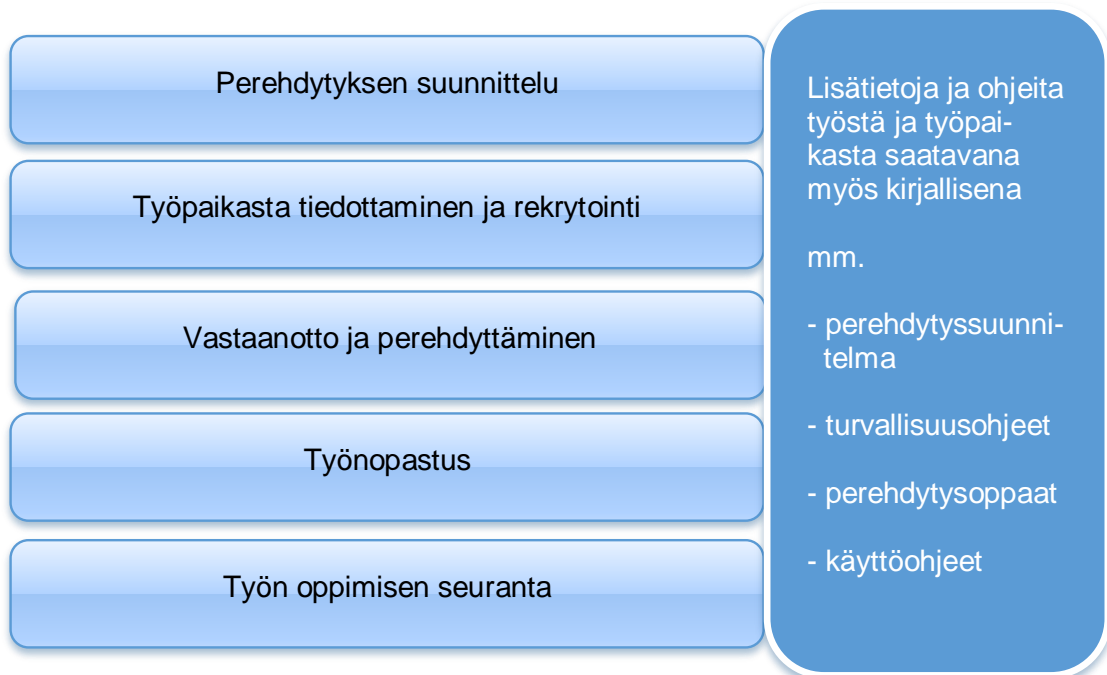 Perehdytyksen suunnittelu
Työpaikasta tiedottaminen ja rekrytointi
Vastaanotto ja perehdyttäminen
Työnopastus
Työn oppimisen seuranta
Lisätietoja ja ohjeita
työstä ja työpai-
kasta saatavana
myös kirjallisena
mm.
- perehdytyssuunni-
telma
- turvallisuusohjeet
- perehdytysoppaat
- käyttöohjeet